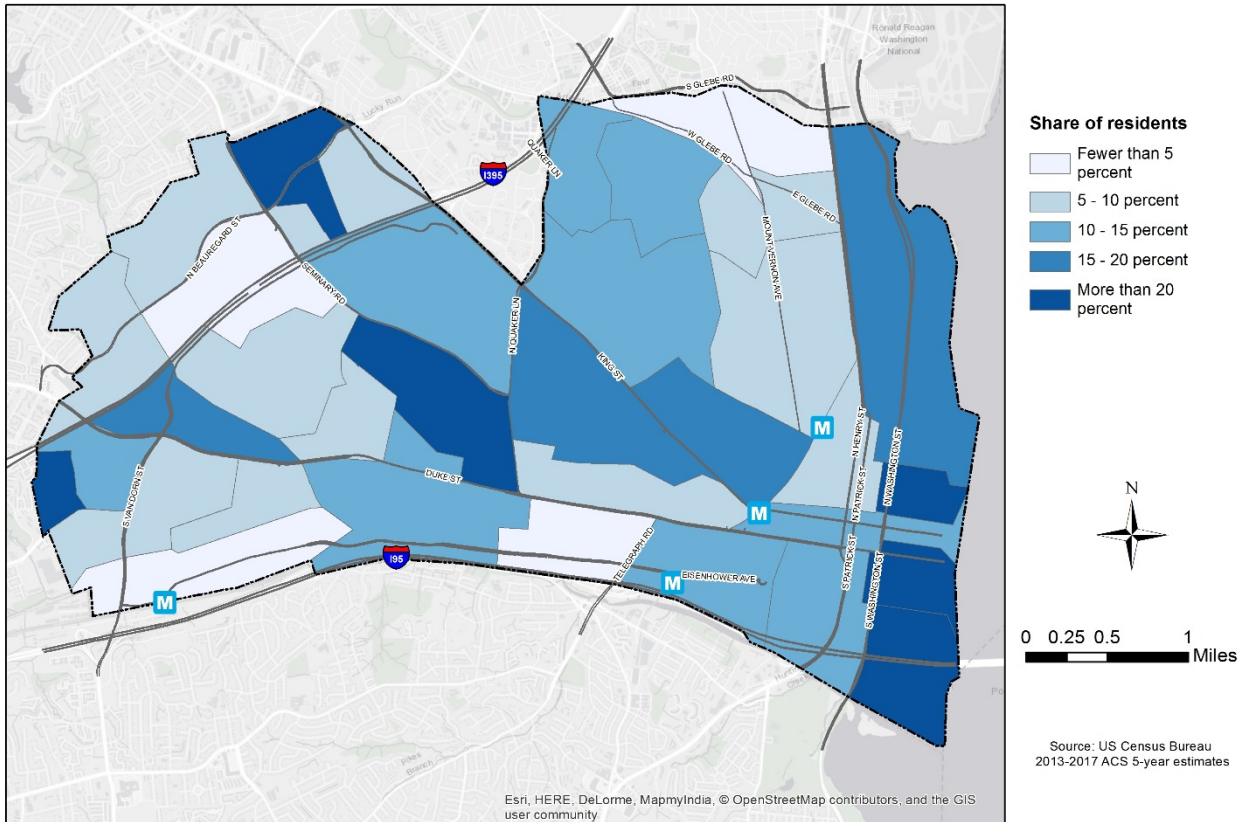 Ronald Reagan
Washington
National
Lucky Run
Four
S GLEBE RD
W GLEBE RD
E GLEBE RD
QUAKER LN
I395
N BEAUREGARD ST
SEMINARY RD
MOUNT VERNON AVE
N QUAKER LN
KING ST
M
N HENRY ST
N PATRICK ST
N WASHINGTON ST
S VAN DORN ST
DUKE ST
M
I95
TELEGRAPH RD
M
EISENHOWER AVE
S PATRICK ST
S WASHINGTON ST
M
Pikes
Branch
Esri, HERE, DeLorme, MapmyIndia, © OpenStreetMap contributors, and the GIS
user community
Share of residents
Fewer than 5
percent
5 - 10 percent
10 - 15 percent
15 - 20 percent
More than 20
percent
N
0 0.25 0.5 1
Miles
Source: US Census Bureau
2013-2017 ACS 5-year estimates